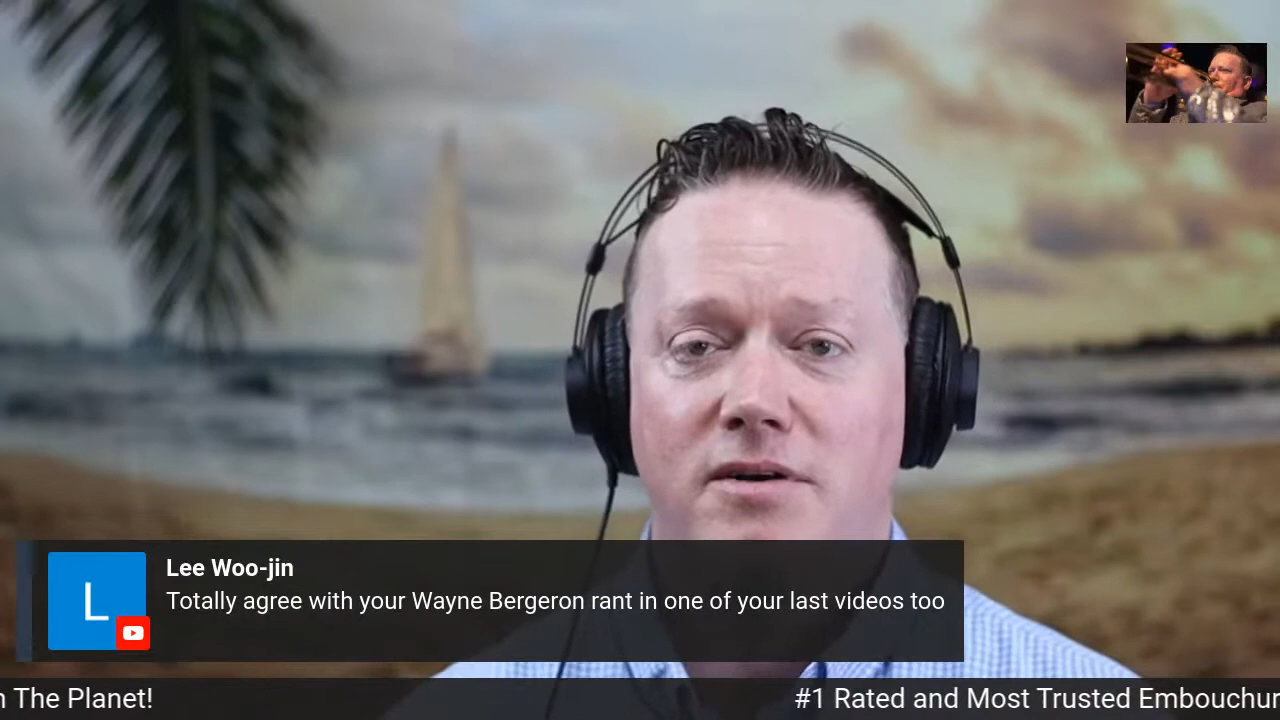 Lee Woo-jin
L
Totally agree with your Wayne Bergeron rant in one of your last videos too
The Planet!
#1 Rated and Most Trusted